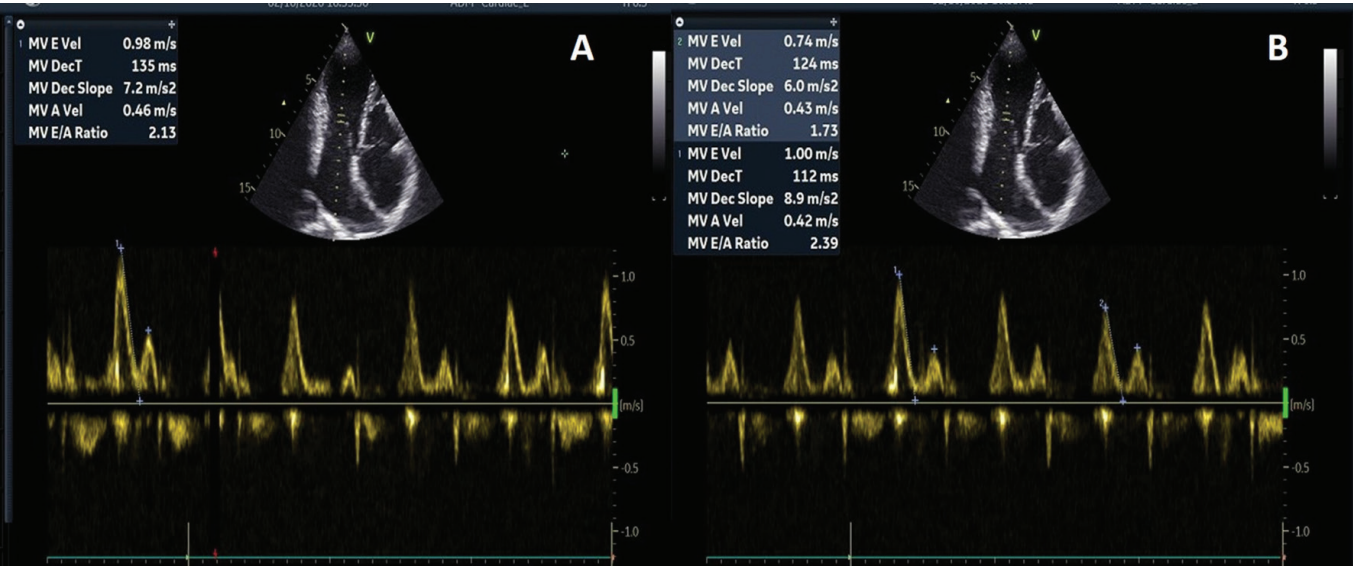 A
1 MV E Vel 0.98 m/s
MV DecT 135 ms
MV Dec Slope 7.2 m/s2
MV A Vel 0.46 m/s
MV E/A Ratio 2.13
V
5
10
15
1
1.0
0.5
[m/s]
-0.5
-1.0
B
2 MV E Vel 0.74 m/s
MV DecT 124 ms
MV Dec Slope 6.0 m/s2
MV A Vel 0.43 m/s
MV E/A Ratio 1.73
1 MV E Vel 1.00 m/s
MV DecT 112 ms
MV Dec Slope 8.9 m/s2
MV A Vel 0.42 m/s
MV E/A Ratio 2.39
V
5
10
15
1
2
1.0
0.5
[m/s]
-0.5
-1.0